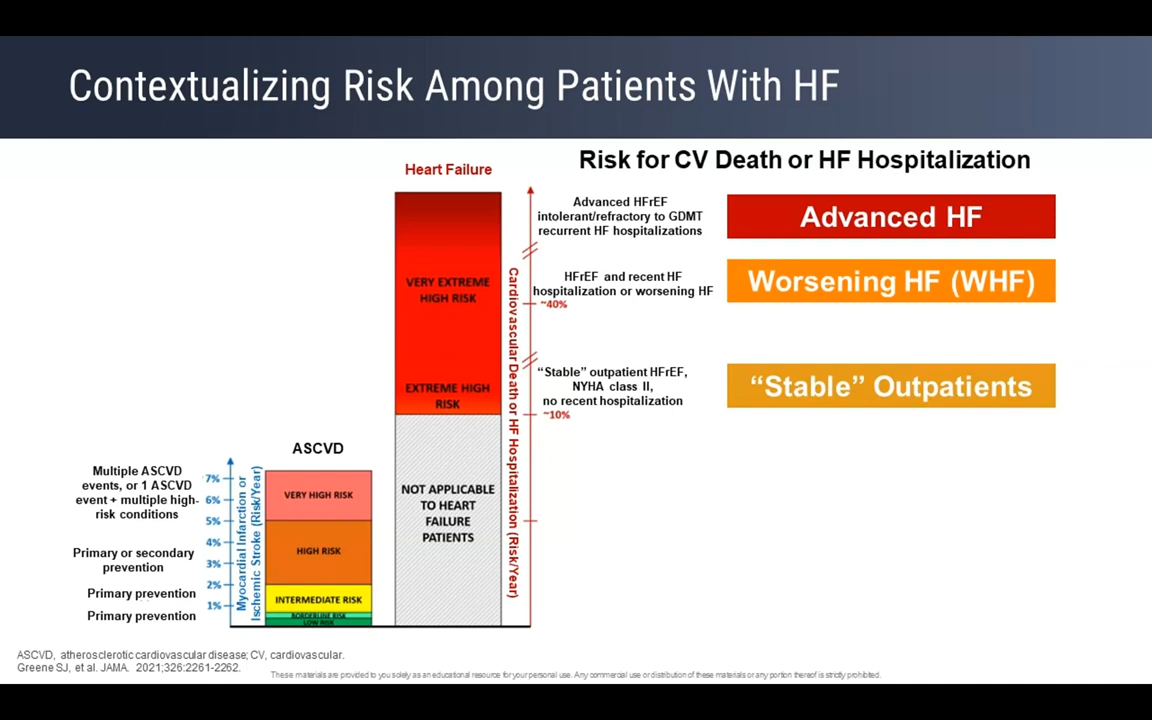 Contextualizing Risk Among Patients With HF
Risk for CV Death or HF Hospitalization
Heart Failure
VERY EXTREME
HIGH RISK
EXTREME HIGH
RISK
NOT APPLICABLE
TO HEART
FAILURE
PATIENTS
Cardiovascular Death or HF Hospitalization (Risk/Year)
~40%
~10%
Advanced HFrEF
intolerant/refractory to GDMT
recurrent HF hospitalizations
Advanced HF
HFrEF and recent HF
hospitalization or worsening HF
Worsening HF (WHF)
“Stable” outpatient HFrEF,
NYHA class II,
no recent hospitalization
“Stable” Outpatients
ASCVD
VERY HIGH RISK
HIGH RISK
INTERMEDIATE RISK
BORDERLINE RISK
LOW RISK
Myocardial Infarction or
Ischemic Stroke (Risk/Year)
7%
6%
5%
4%
3%
2%
1%
Multiple ASCVD
events, or 1 ASCVD
event + multiple high-
risk conditions
Primary or secondary
prevention
Primary prevention
Primary prevention
ASCVD, atherosclerotic cardiovascular disease; CV, cardiovascular.
Greene SJ, et al. JAMA. 2021;326:2261-2262.
These materials are provided to you solely as an educational resource for your personal use. Any commercial use or distribution of these materials or any portion thereof is strictly prohibited.